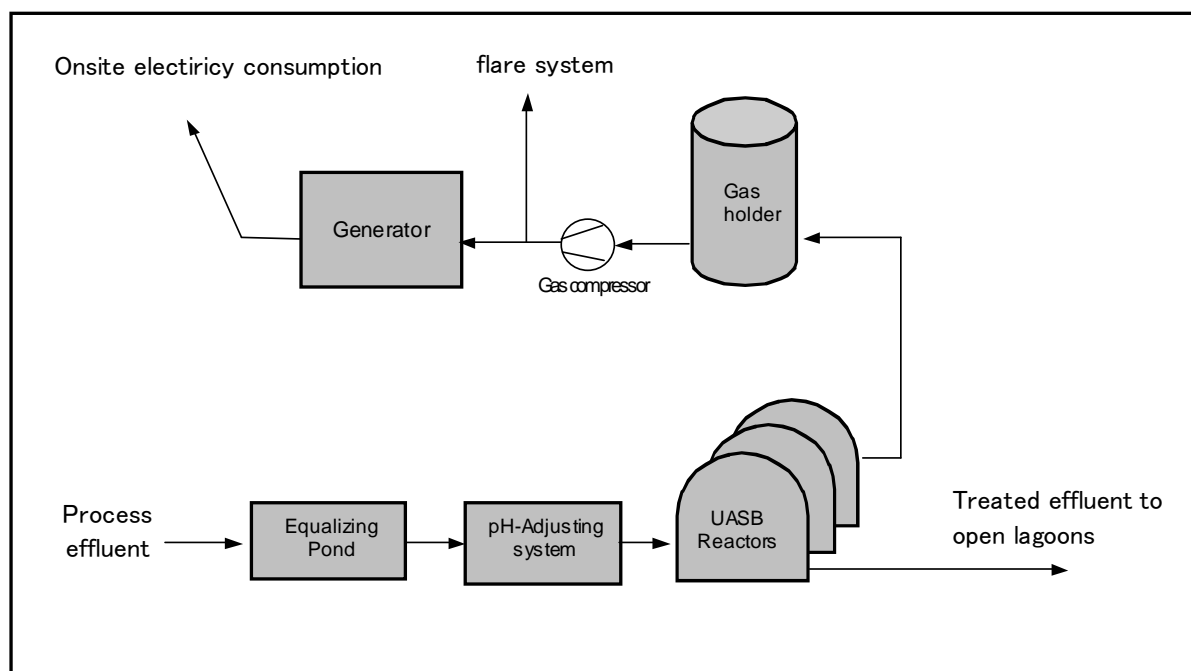 Onsite electiricy consumption
flare system
Gas
holder
Generator
Gas compressor
Process
effluent
Equalizing
Pond
pH-Adjusting
system
UASB
Reactors
Treated effluent to
open lagoons